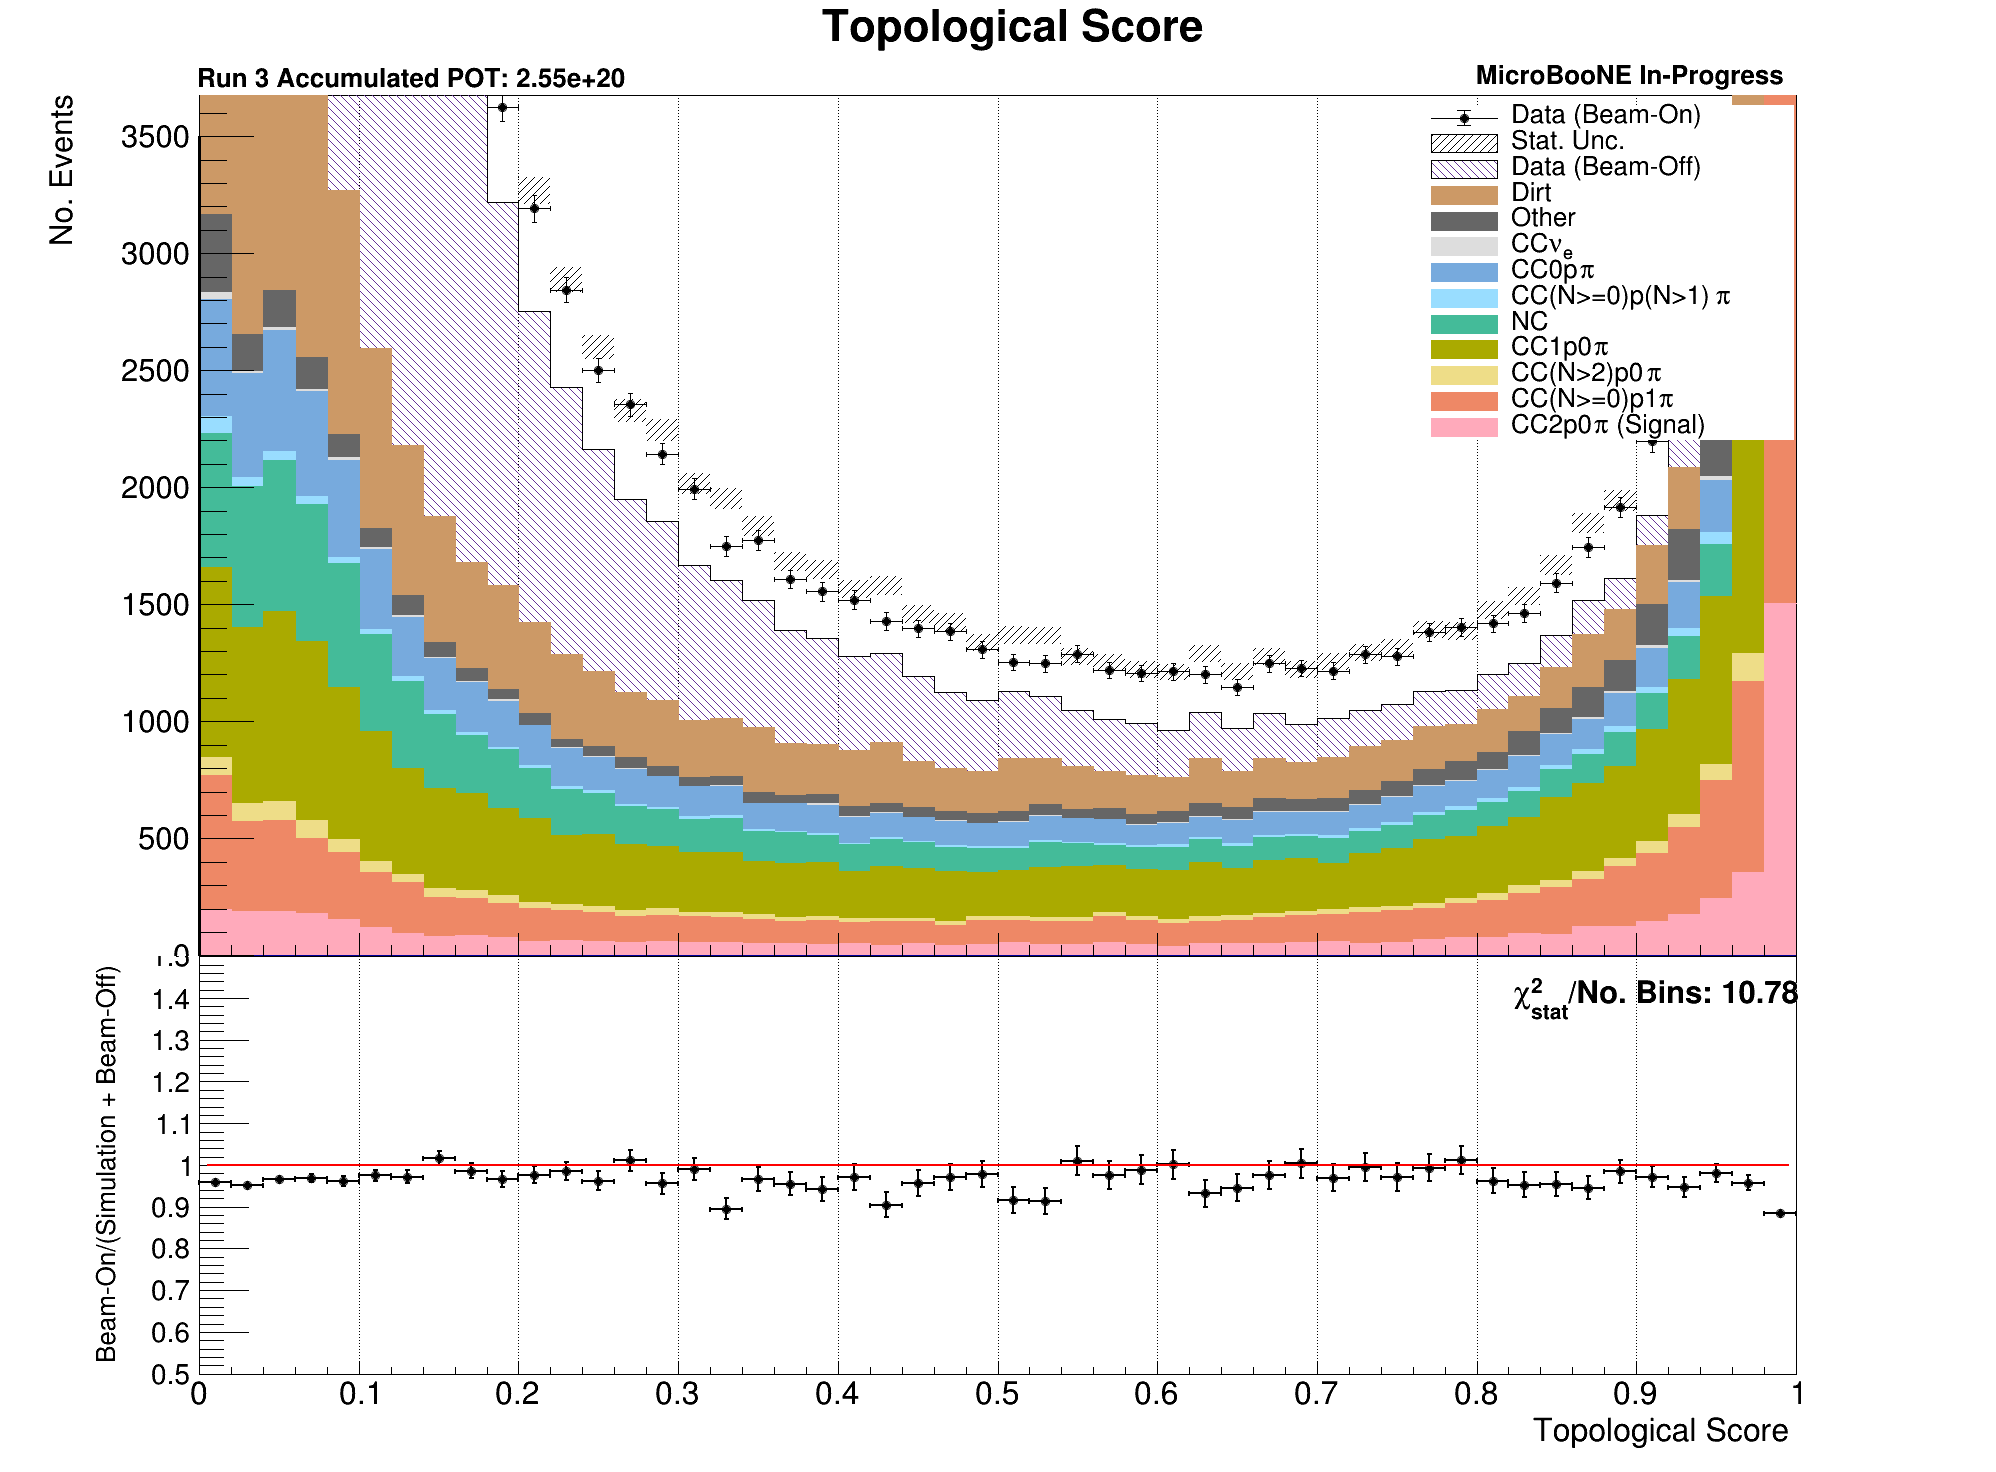 Topological Score
Run 3 Accumulated POT: 2.55e+20
MicroBooNE In-Progress
No. Events
3500
3000
2500
2000
1500
1000
500
0
Data (Beam-On)
Stat. Unc.
Data (Beam-Off)
Dirt
Other
CCνe
CC0pπ
CC(N>=0)p(N>1) π
NC
CC1p0π
CC(N>2)p0π
CC(N>=0)p1π
CC2p0π (Signal)
Beam-On/(Simulation + Beam-Off)
χ²stat/No. Bins: 10.78
1.4
1.3
1.2
1.1
1
0.9
0.8
0.7
0.6
0.5
0 0.1 0.2 0.3 0.4 0.5 0.6 0.7 0.8 0.9 1
Topological Score